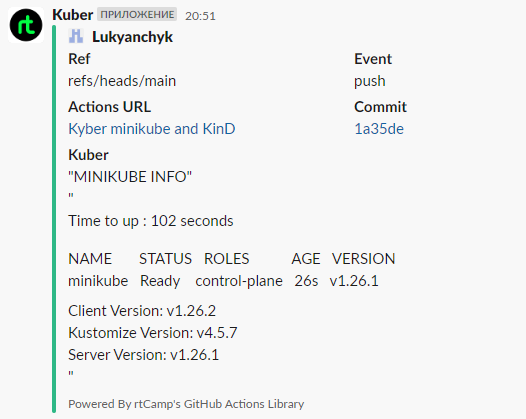 rt
Kuber ПРИЛОЖЕНИЕ 20:51
Lukyanchyk
Ref Event
refs/heads/main push
Actions URL Commit
Kyber minikube and KinD 1a35de
Kuber
"MINIKUBE INFO"
"
Time to up : 102 seconds
NAME STATUS ROLES AGE VERSION
minikube Ready control-plane 26s v1.26.1
Client Version: v1.26.2
Kustomize Version: v4.5.7
Server Version: v1.26.1
"
Powered By rtCamp's GitHub Actions Library